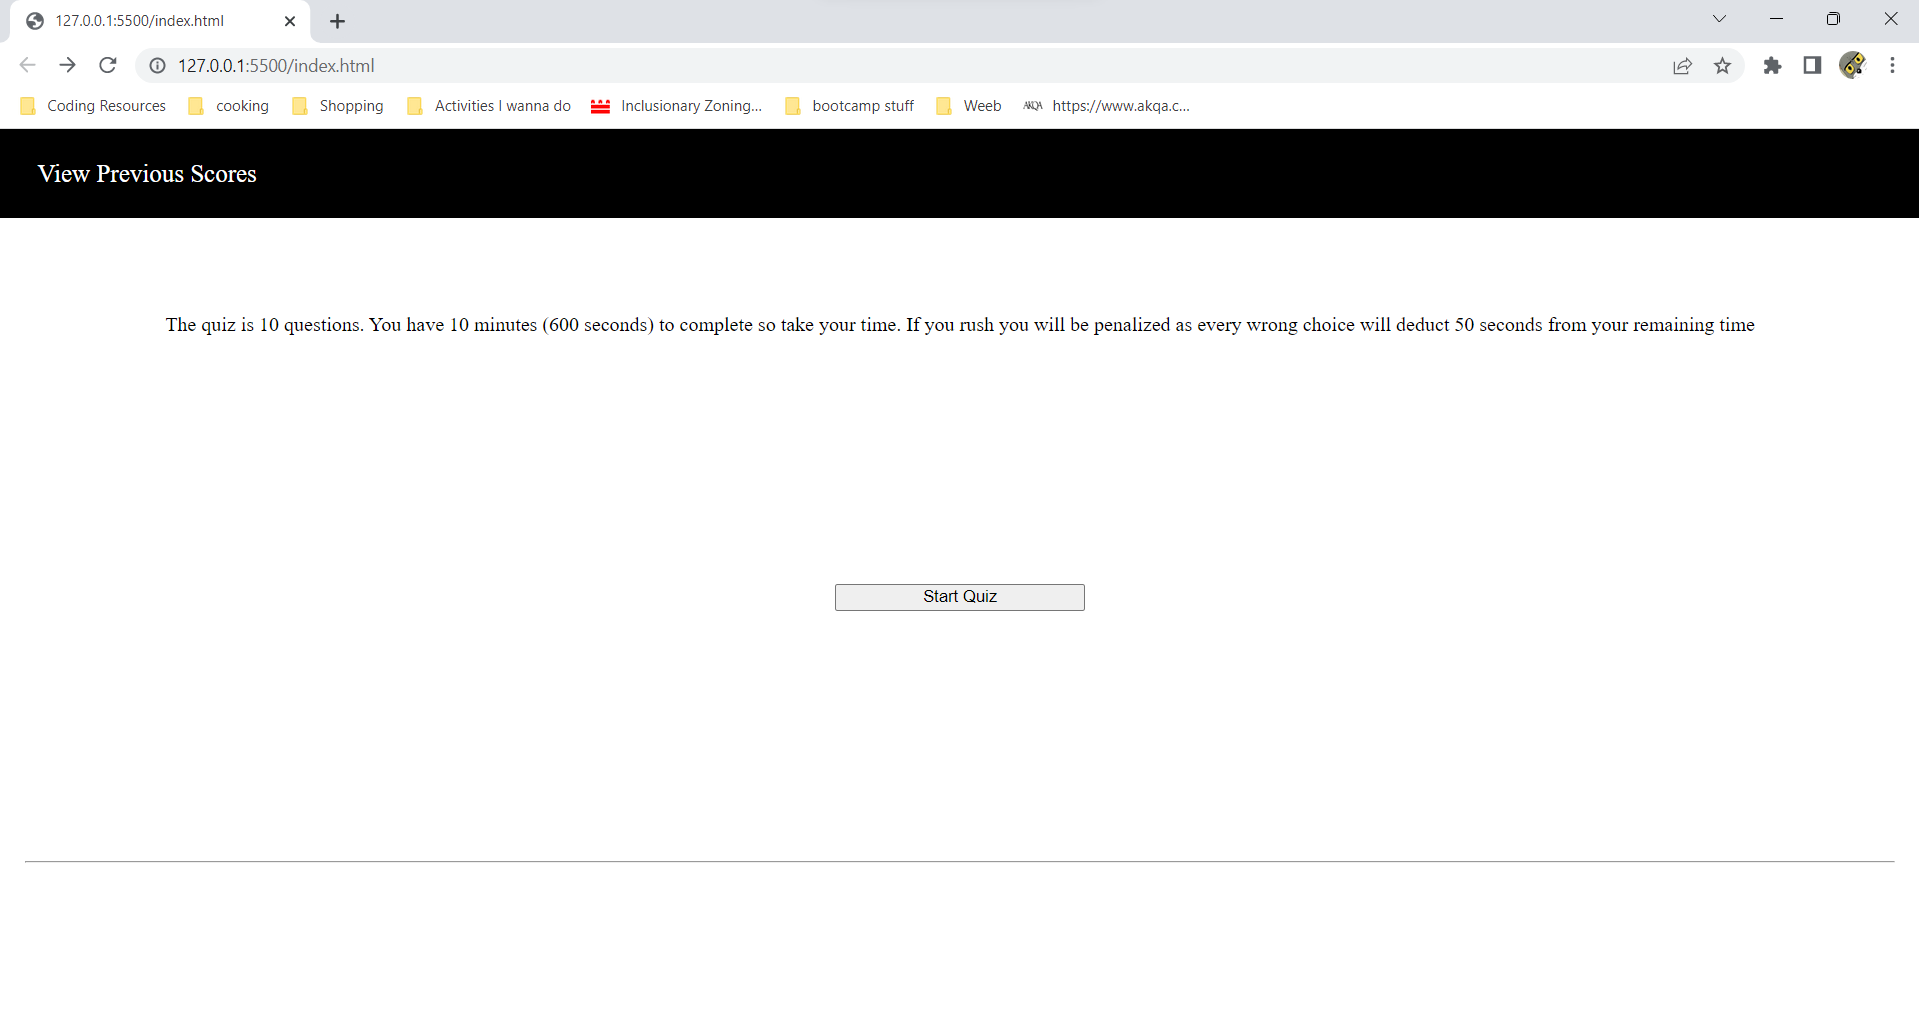 127.0.0.1:5500/index.html
127.0.0.1:5500/index.html
Coding Resources cooking Shopping Activities I wanna do Inclusionary Zoning... bootcamp stuff Weeb AKQA https://www.akqa.c...
View Previous Scores
The quiz is 10 questions. You have 10 minutes (600 seconds) to complete so take your time. If you rush you will be penalized as every wrong choice will deduct 50 seconds from your remaining time
Start Quiz